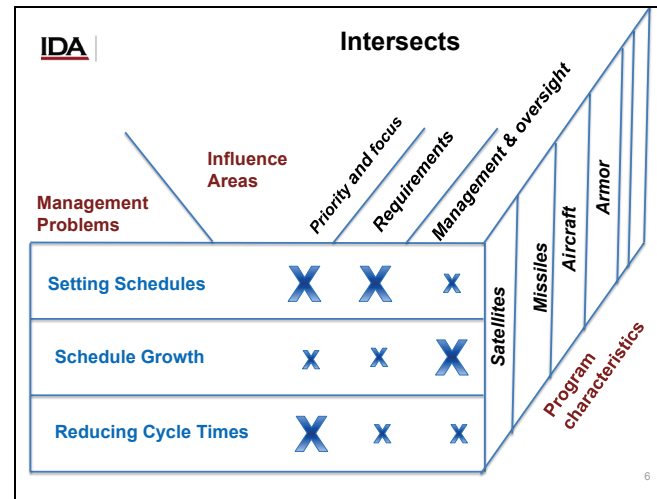 IDA
Intersects
Influence
Areas
Management
Problems
Priority and focus
Requirements
Management & oversight
Setting Schedules
X X x
Schedule Growth
x x X
Reducing Cycle Times
X x x
Satellites
Missiles
Aircraft
Armor
Program
characteristics
6